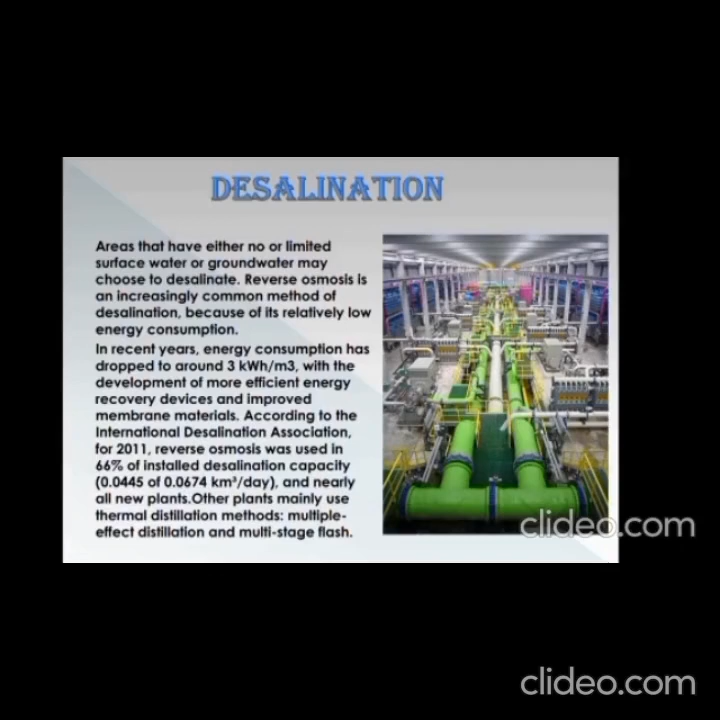 DESALINATION
Areas that have either no or limited
surface water or groundwater may
choose to desalinate. Reverse osmosis is
an increasingly common method of
desalination, because of its relatively low
energy consumption.
In recent years, energy consumption has
dropped to around 3 kWh/m3, with the
development of more efficient energy
recovery devices and improved
membrane materials. According to the
International Desalination Association,
for 2011, reverse osmosis was used in
66% of installed desalination capacity
(0.0445 of 0.0674 km³/day), and nearly
all new plants.Other plants mainly use
thermal distillation methods: multiple-
effect distillation and multi-stage flash.
clideo.com
clideo.com